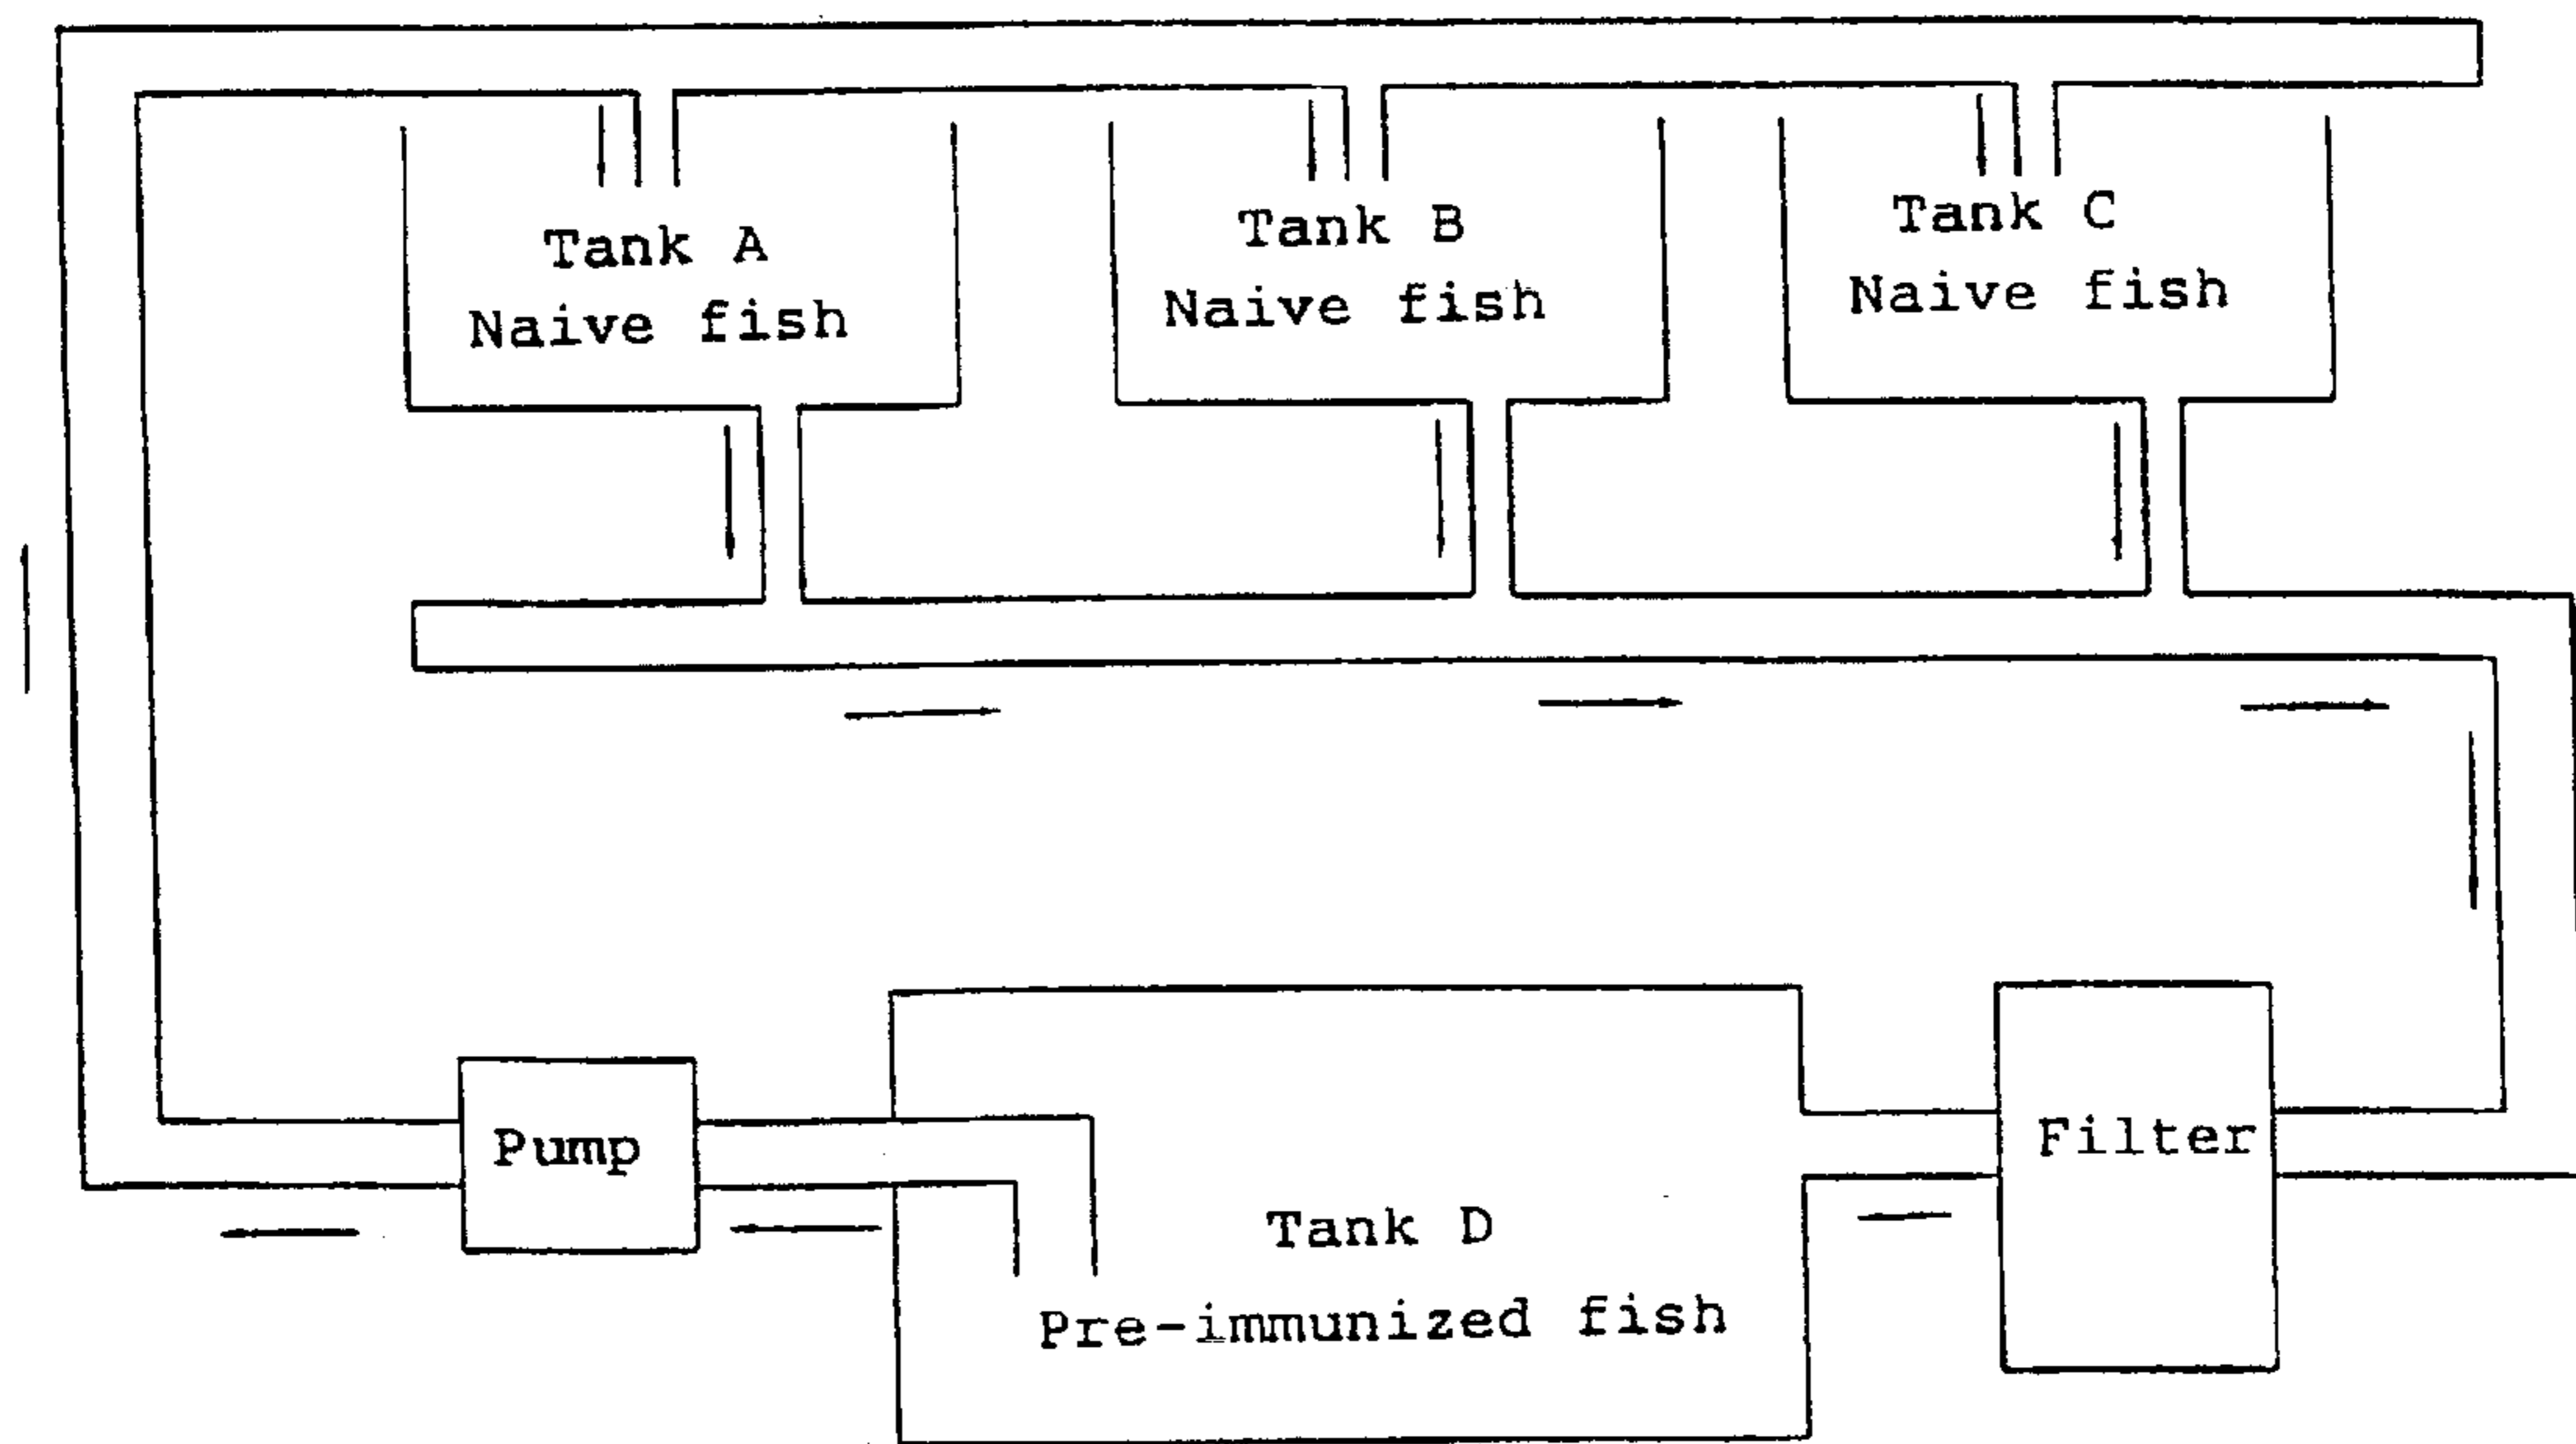 Tank A
Naive fish
Tank B
Naive fish
Tank C
Naive fish
Pump
Tank D
Pre-immunized fish
Filter